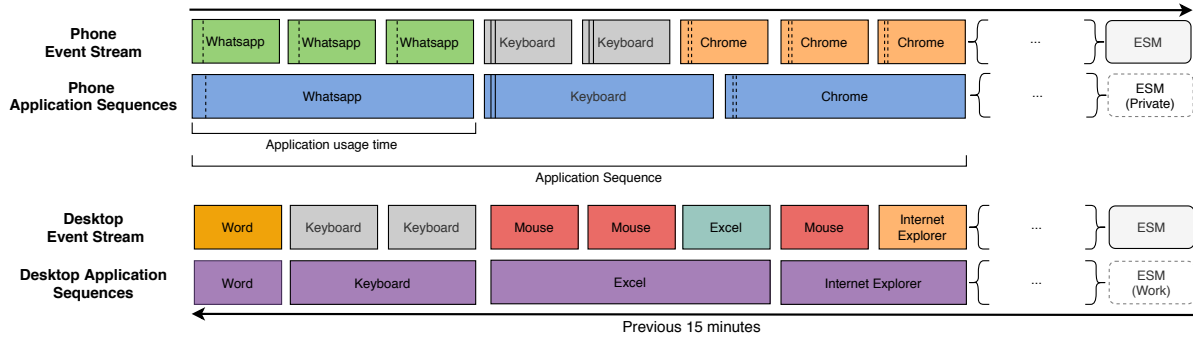 Phone
Event Stream
Whatsapp Whatsapp Whatsapp Keyboard Keyboard Chrome Chrome Chrome ... ESM
Phone
Application Sequences
Whatsapp Keyboard Chrome ... ESM
(Private)
Application usage time
Application Sequence
Desktop
Event Stream
Word Keyboard Keyboard Mouse Mouse Excel Mouse Internet
Explorer ... ESM
Desktop Application
Sequences
Word Keyboard Excel Internet Explorer ... ESM
(Work)
Previous 15 minutes